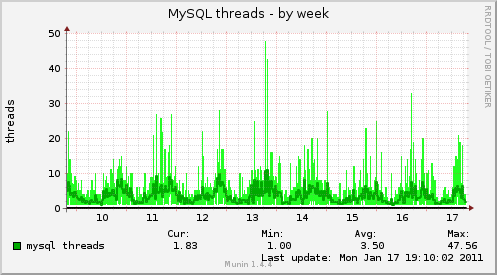 MySQL threads - by week
RRDTOOL / TOBI OETIKER
threads
50
40
30
20
10
0
10 11 12 13 14 15 16 17
Cur: Min: Avg: Max:
mysql threads 1.83 1.00 3.50 47.56
Last update: Mon Jan 17 19:10:02 2011
Munin 1.4.4